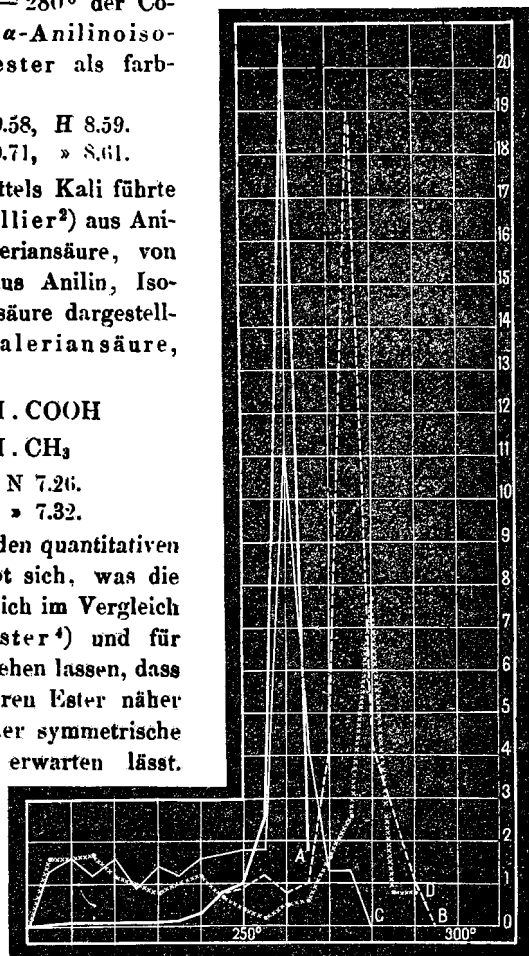 — 280° der Co-
α-Anilinoiso-
ester als farb-
.58, H 8.59.
.71, » 8.61.
ttels Kali führte
llier²) aus Ani-
eriansäure, von
us Anilin, Iso-
säure dargestell-
aleriansäure,
. COOH
. CH₃
N 7.26.
» 7.32.
den quantitativen
t sich, was die
ich im Vergleich
ster⁴) und für
ehen lassen, dass
ren Ester näher
er symmetrische
erwarten lässt.
20
19
18
17
16
15
14
13
12
11
10
9
8
7
6
5
4
3
2
1
0
A
D
C
B
250°
300°